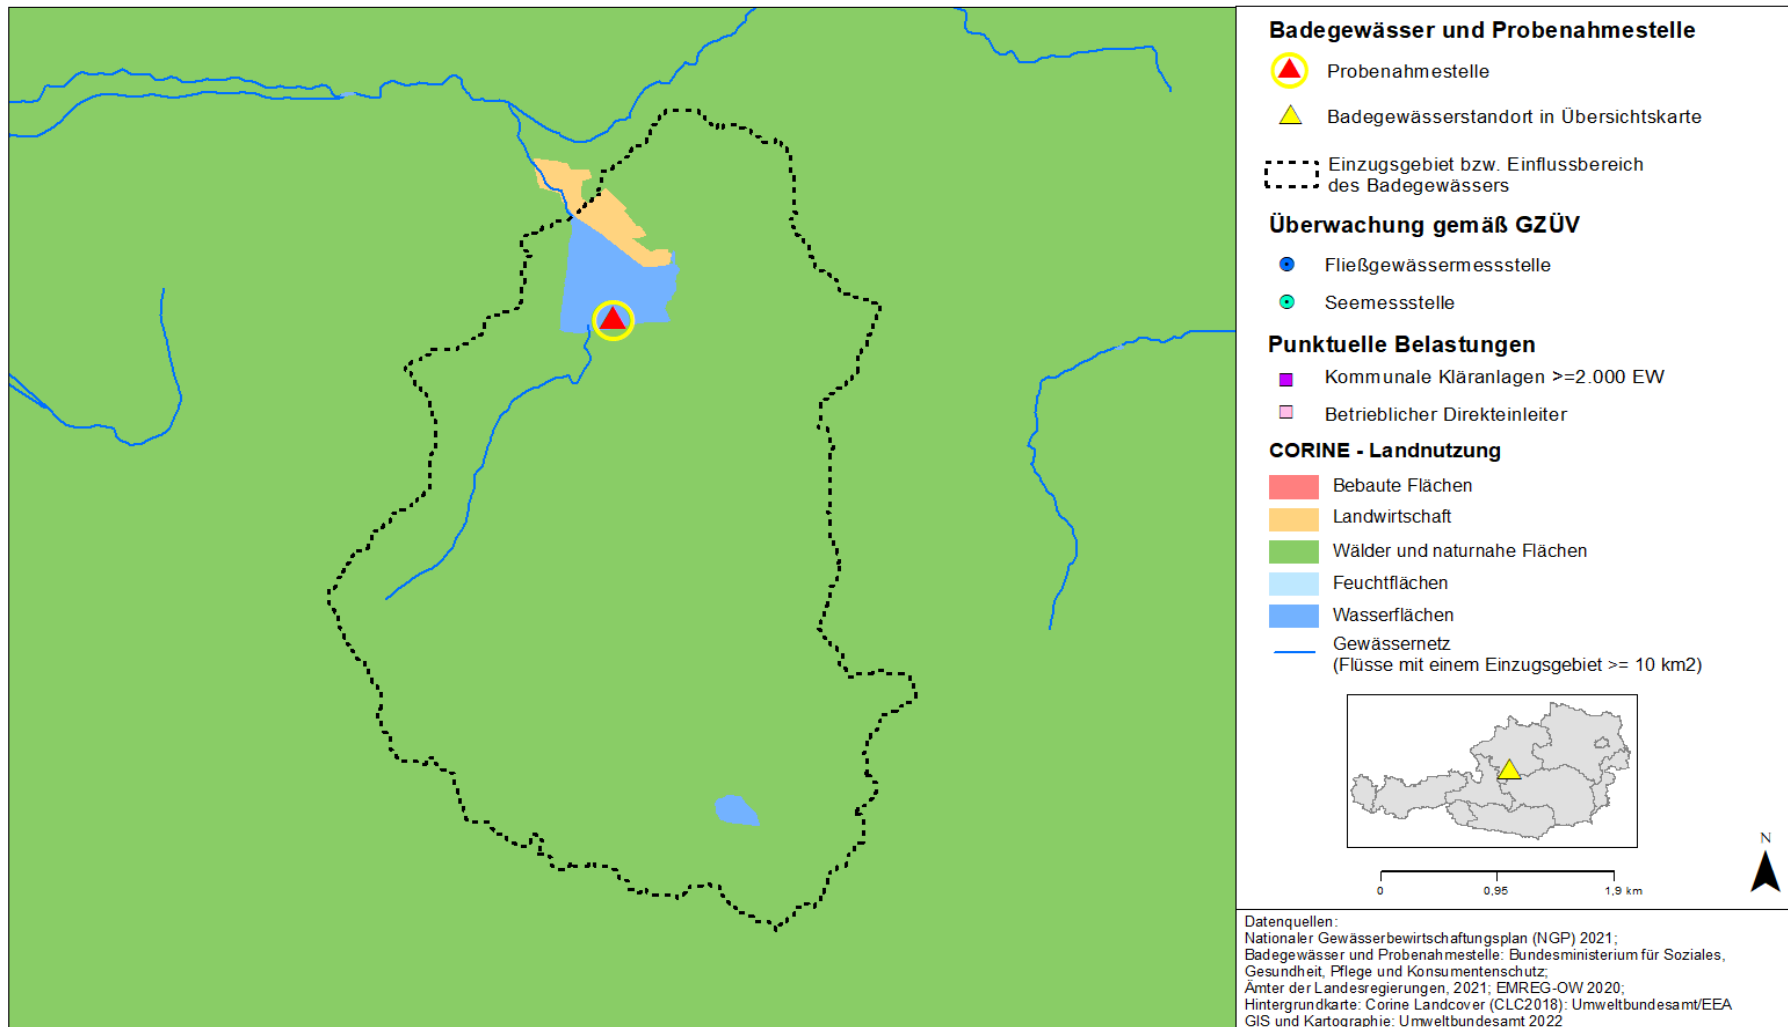 Badegewässer und Probenahmestelle
Probenahmestelle
Badegewässerstandort in Übersichtskarte
Einzugsgebiet bzw. Einflussbereich
des Badegewässers
Überwachung gemäß GZÜV
Fließgewässermessstelle
Seemessstelle
Punktuelle Belastungen
Kommunale Kläranlagen >=2.000 EW
Betrieblicher Direkteinleiter
CORINE - Landnutzung
Bebaute Flächen
Landwirtschaft
Wälder und naturnahe Flächen
Feuchtflächen
Wasserflächen
Gewässernetz
(Flüsse mit einem Einzugsgebiet >= 10 km2)
N
0 0,95 1,9 km
Datenquellen:
Nationaler Gewässerbewirtschaftungsplan (NGP) 2021;
Badegewässer und Probenahmestelle: Bundesministerium für Soziales,
Gesundheit, Pflege und Konsumentenschutz;
Ämter der Landesregierungen, 2021; EMREG-OW 2020;
Hintergrundkarte: Corine Landcover (CLC2018): Umweltbundesamt/EEA
GIS und Kartographie: Umweltbundesamt 2022